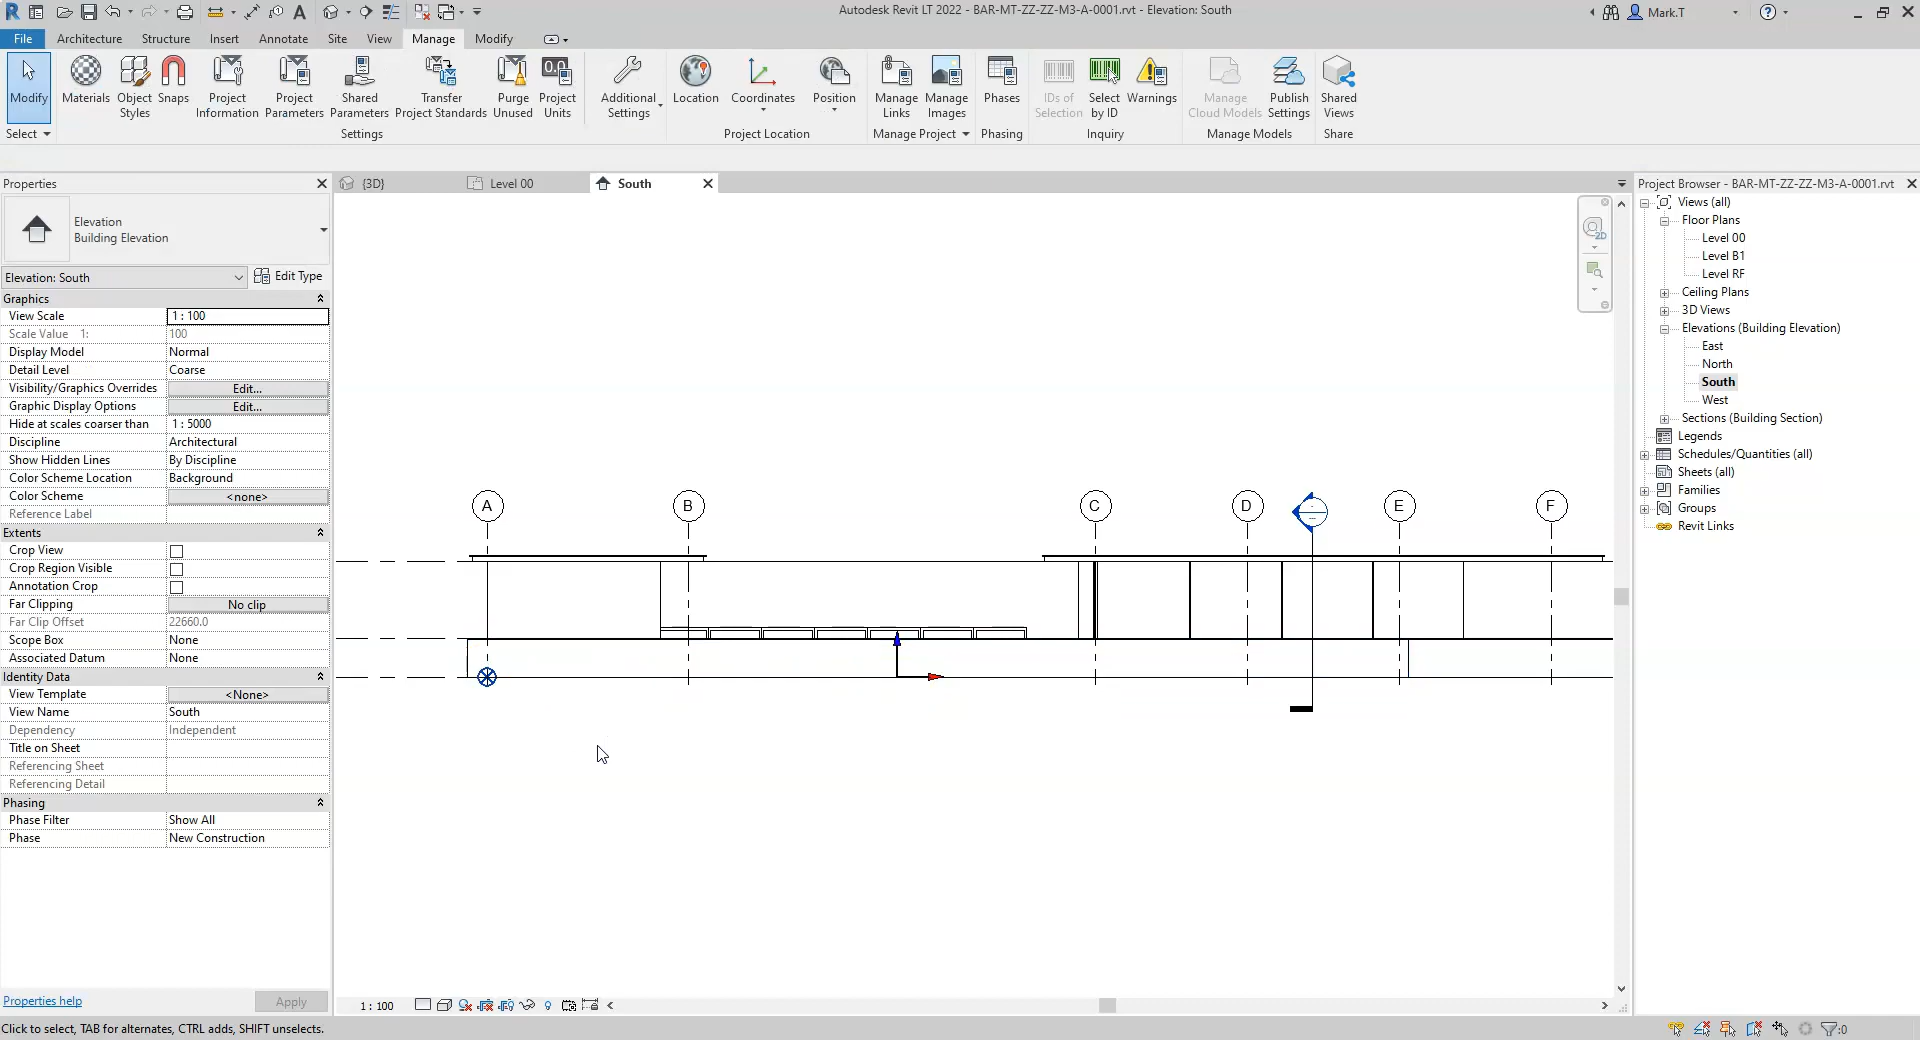 Autodesk Revit LT 2022 - BAR-MT-ZZ-ZZ-M3-A-0001.rvt - Elevation: South
Mark.T
File Architecture Structure Insert Annotate Site View Manage Modify
Modify
Materials
Object Styles
Snaps
Project Information
Project Parameters
Shared Parameters
Transfer Project Standards
Purge Unused
Project Units
Additional Settings
Location
Coordinates
Position
Manage Links
Manage Images
Phases
IDs of Selection
Select by ID
Warnings
Manage Cloud Models
Publish Settings
Shared Views
Select
Settings
Project Location
Manage Project
Phasing
Inquiry
Manage Models
Share
Properties
Elevation
Building Elevation
Elevation: South
Edit Type
Graphics
View Scale 1 : 100
Scale Value 1: 100
Display Model Normal
Detail Level Coarse
Visibility/Graphics Overrides Edit...
Graphic Display Options Edit...
Hide at scales coarser than 1 : 5000
Discipline Architectural
Show Hidden Lines By Discipline
Color Scheme Location Background
Color Scheme <none>
Reference Label
Extents
Crop View
Crop Region Visible
Annotation Crop
Far Clipping No clip
Far Clip Offset 22660.0
Scope Box None
Associated Datum None
Identity Data
View Template <None>
View Name South
Dependency Independent
Title on Sheet
Referencing Sheet
Referencing Detail
Phasing
Phase Filter Show All
Phase New Construction
Properties help
Apply
{3D}
Level 00
South
2D
A
B
C
D
E
F
1 : 100
Project Browser - BAR-MT-ZZ-ZZ-M3-A-0001.rvt
Views (all)
Floor Plans
Level 00
Level B1
Level RF
Ceiling Plans
3D Views
Elevations (Building Elevation)
East
North
South
West
Sections (Building Section)
Legends
Schedules/Quantities (all)
Sheets (all)
Families
Groups
Revit Links
Click to select, TAB for alternates, CTRL adds, SHIFT unselects.
:0